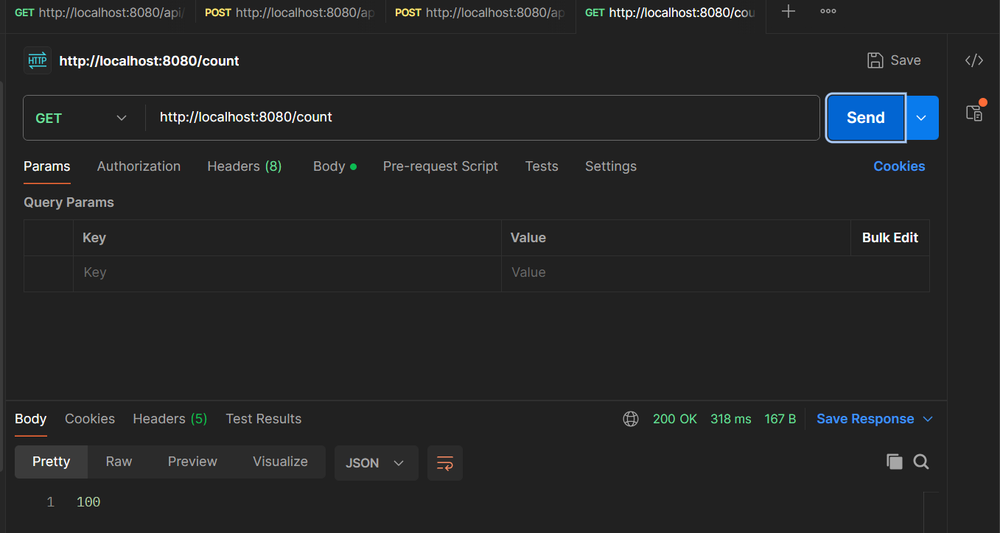 GET http://localhost:8080/api/ POST http://localhost:8080/ap POST http://localhost:8080/ap GET http://localhost:8080/cou
HTTP http://localhost:8080/count Save
GET http://localhost:8080/count Send
Params Authorization Headers (8) Body Pre-request Script Tests Settings Cookies
Query Params
Key Value Bulk Edit
Key Value
Body Cookies Headers (5) Test Results 200 OK 318 ms 167 B Save Response
Pretty Raw Preview Visualize JSON
1 100